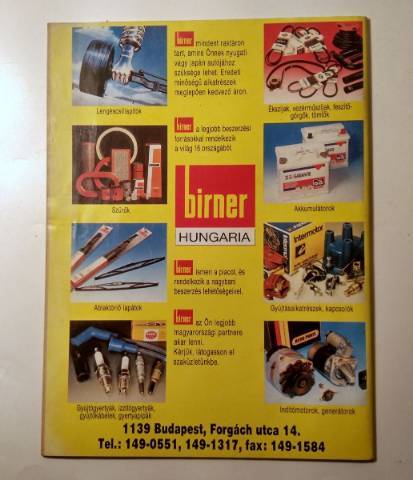 birner mindent raktáron
tart, amire Önnek nyugati
vagy japán autójához
szüksége lehet. Eredeti
minőségű alkatrészek
meglepően kedvező áron.
Lengéscsillapítók
Ékszíjak, vezérműszíjak, feszítő-
görgők, tömlők
birner a legjobb beszerzési
forrásokkal rendelkezik
a világ 16 országából.
Szűrők
Akkumulátorok
birner
HUNGARIA
birner ismeri a piacot, és
rendelkezik a nagybani
beszerzés lehetőségeivel.
Ablaktörlő lapátok
Intermotor
Gyújtásalkatrészek, kapcsolók
birner az Ön legjobb
magyarországi partnere
akar lenni.
Kérjük, látogasson el
szaküzletünkbe.
Gyújtógyertyák, izzítógyertyák,
gyújtókábelek, gyertyapipák
Indítómotorok, generátorok
1139 Budapest, Forgách utca 14.
Tel.: 149-0551, 149-1317, fax: 149-1584